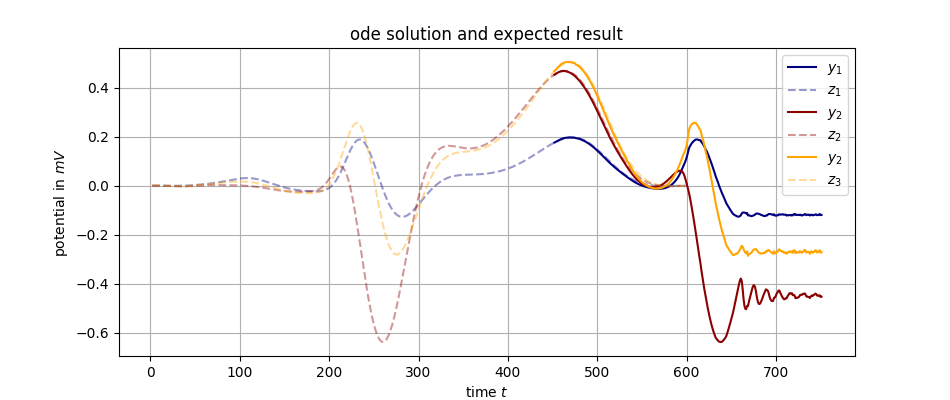 ode solution and expected result
potential in mV
0.4
0.2
0.0
−0.2
−0.4
−0.6
0 100 200 300 400 500 600 700
time t
y₁
z₁
y₂
z₂
y₂
z₃